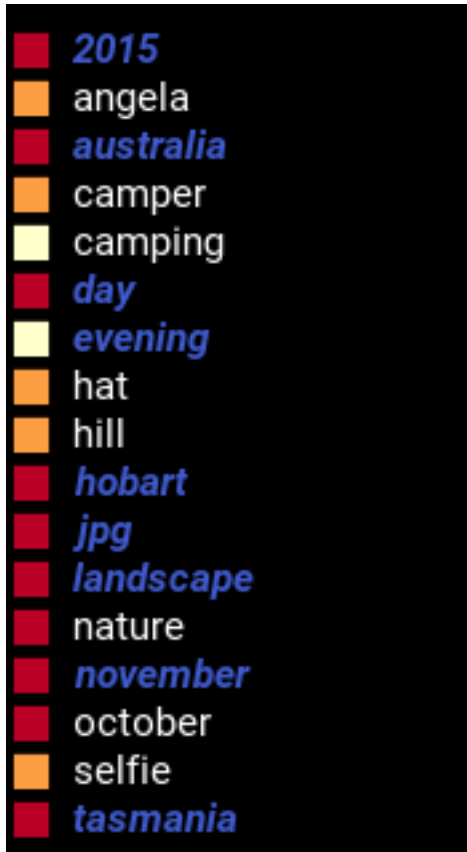 2015
angela
australia
camper
camping
day
evening
hat
hill
hobart
jpg
landscape
nature
november
october
selfie
tasmania